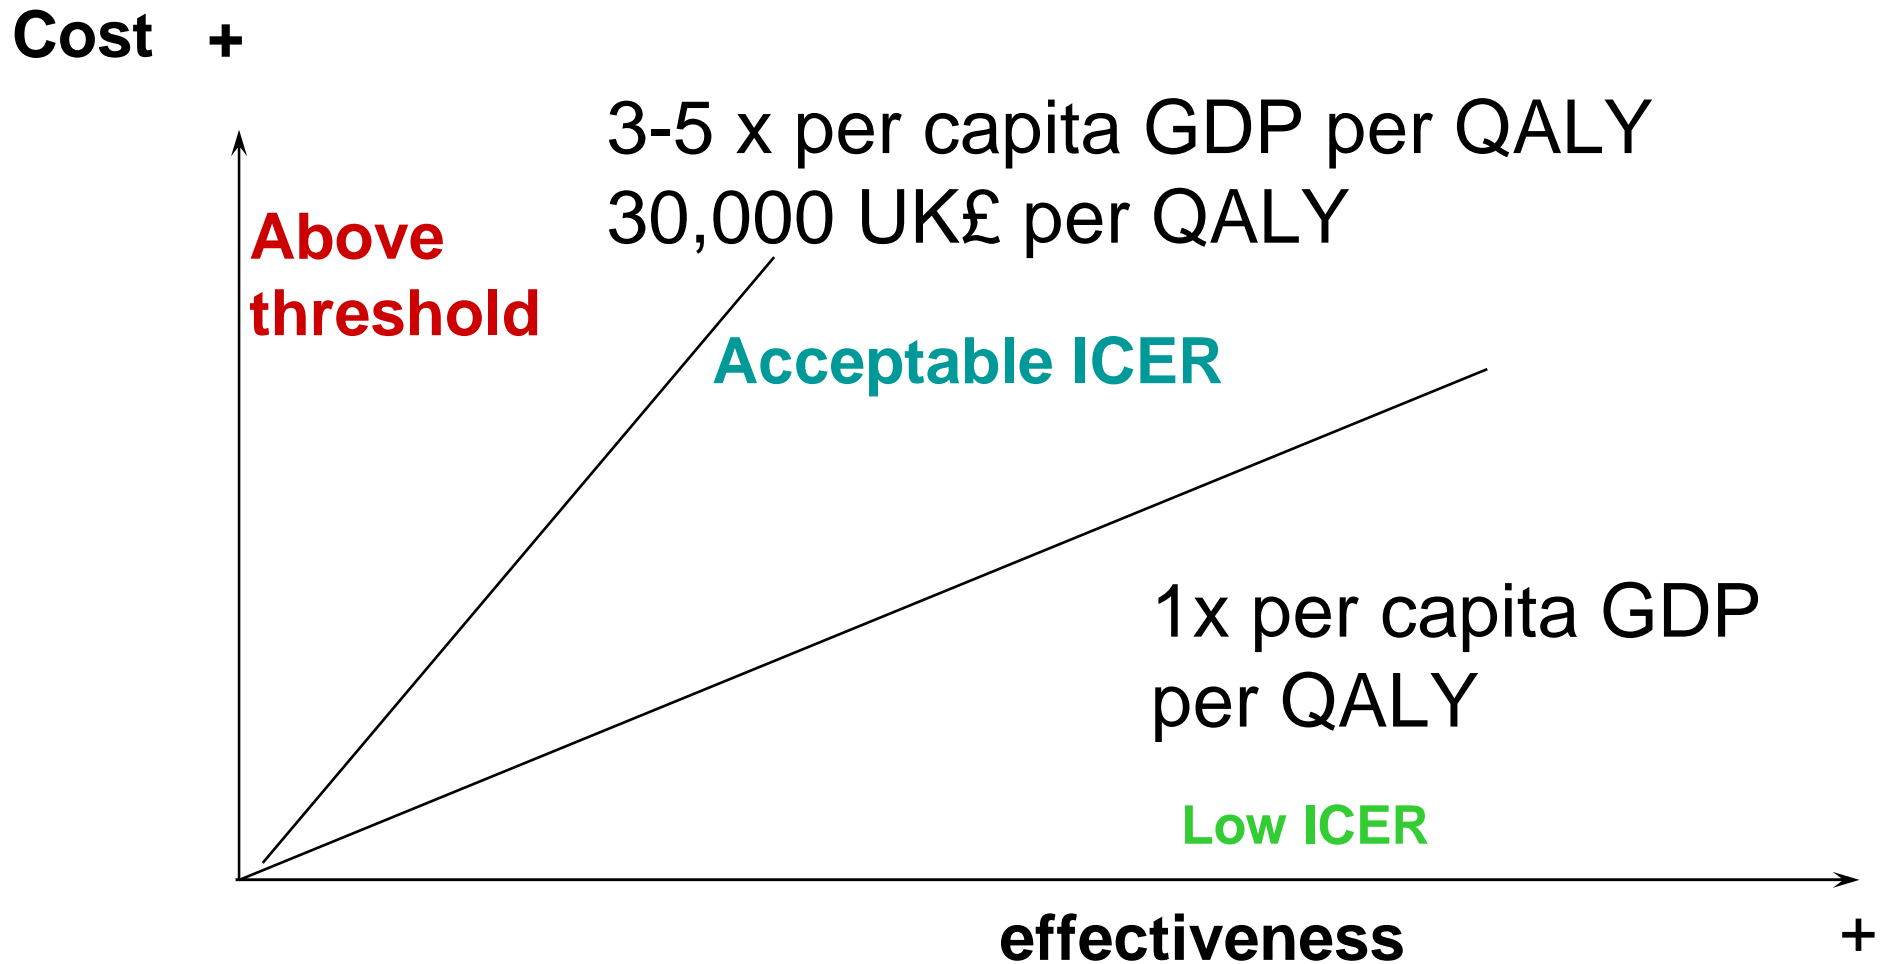 Cost +
3-5 x per capita GDP per QALY
30,000 UK£ per QALY
Above
threshold
Acceptable ICER
1x per capita GDP
per QALY
Low ICER
effectiveness +